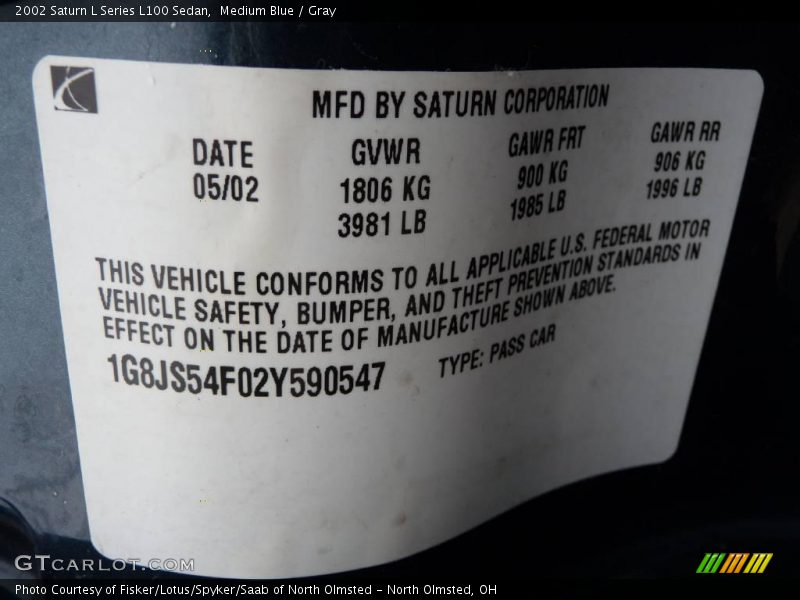 2002 Saturn L Series L100 Sedan,  Medium Blue / Gray
MFD BY SATURN CORPORATION
DATE GVWR GAWR FRT GAWR RR
05/02 1806 KG 900 KG 906 KG
3981 LB 1985 LB 1996 LB
THIS VEHICLE CONFORMS TO ALL APPLICABLE U.S. FEDERAL MOTOR
VEHICLE SAFETY, BUMPER, AND THEFT PREVENTION STANDARDS IN
EFFECT ON THE DATE OF MANUFACTURE SHOWN ABOVE.
1G8JS54F02Y590547 TYPE: PASS CAR
GTCARLOT.COM
Photo Courtesy of Fisker/Lotus/Spyker/Saab of North Olmsted - North Olmsted, OH